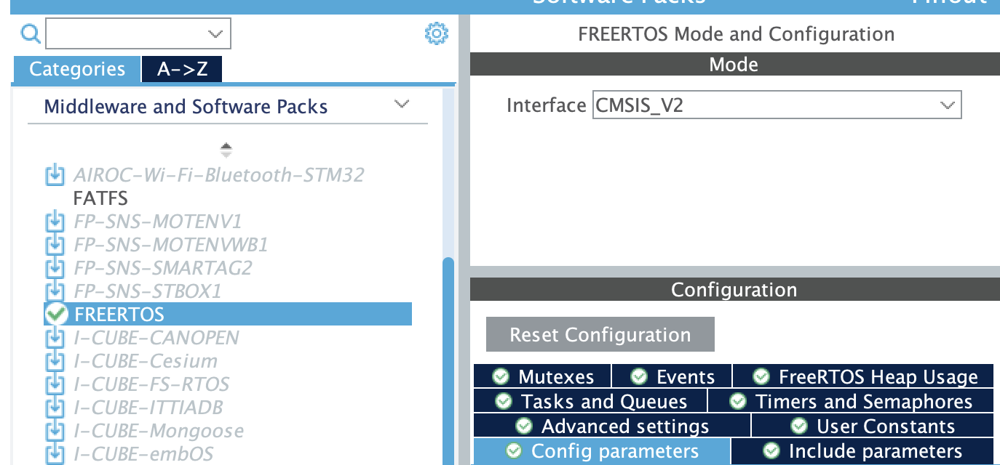 Software Packs
Pinout
Categories
A->Z
Middleware and Software Packs
AIROC-Wi-Fi-Bluetooth-STM32
FATFS
FP-SNS-MOTENV1
FP-SNS-MOTENVWB1
FP-SNS-SMARTAG2
FP-SNS-STBOX1
FREERTOS
I-CUBE-CANOPEN
I-CUBE-Cesium
I-CUBE-FS-RTOS
I-CUBE-ITTIADB
I-CUBE-Mongoose
I-CUBE-embOS
FREERTOS Mode and Configuration
Mode
Interface CMSIS_V2
Configuration
Reset Configuration
Mutexes Events FreeRTOS Heap Usage
Tasks and Queues Timers and Semaphores
Advanced settings User Constants
Config parameters Include parameters